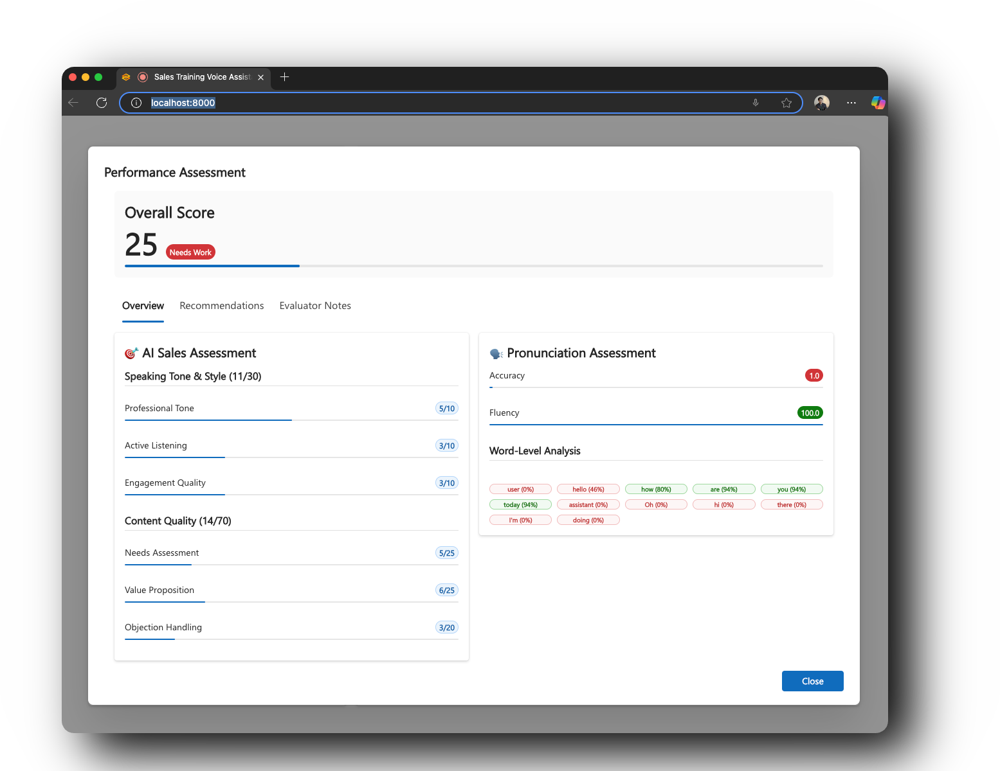 Sales Training Voice Assist
localhost:8000
Performance Assessment
Overall Score
25 Needs Work
Overview Recommendations Evaluator Notes
AI Sales Assessment
Speaking Tone & Style (11/30)
Professional Tone 5/10
Active Listening 3/10
Engagement Quality 3/10
Content Quality (14/70)
Needs Assessment 5/25
Value Proposition 6/25
Objection Handling 3/20
Pronunciation Assessment
Accuracy 1.0
Fluency 100.0
Word-Level Analysis
user (0%) hello (46%) how (80%) are (94%) you (94%)
today (94%) assistant (0%) Oh (0%) hi (0%) there (0%)
I'm (0%) doing (0%)
Close